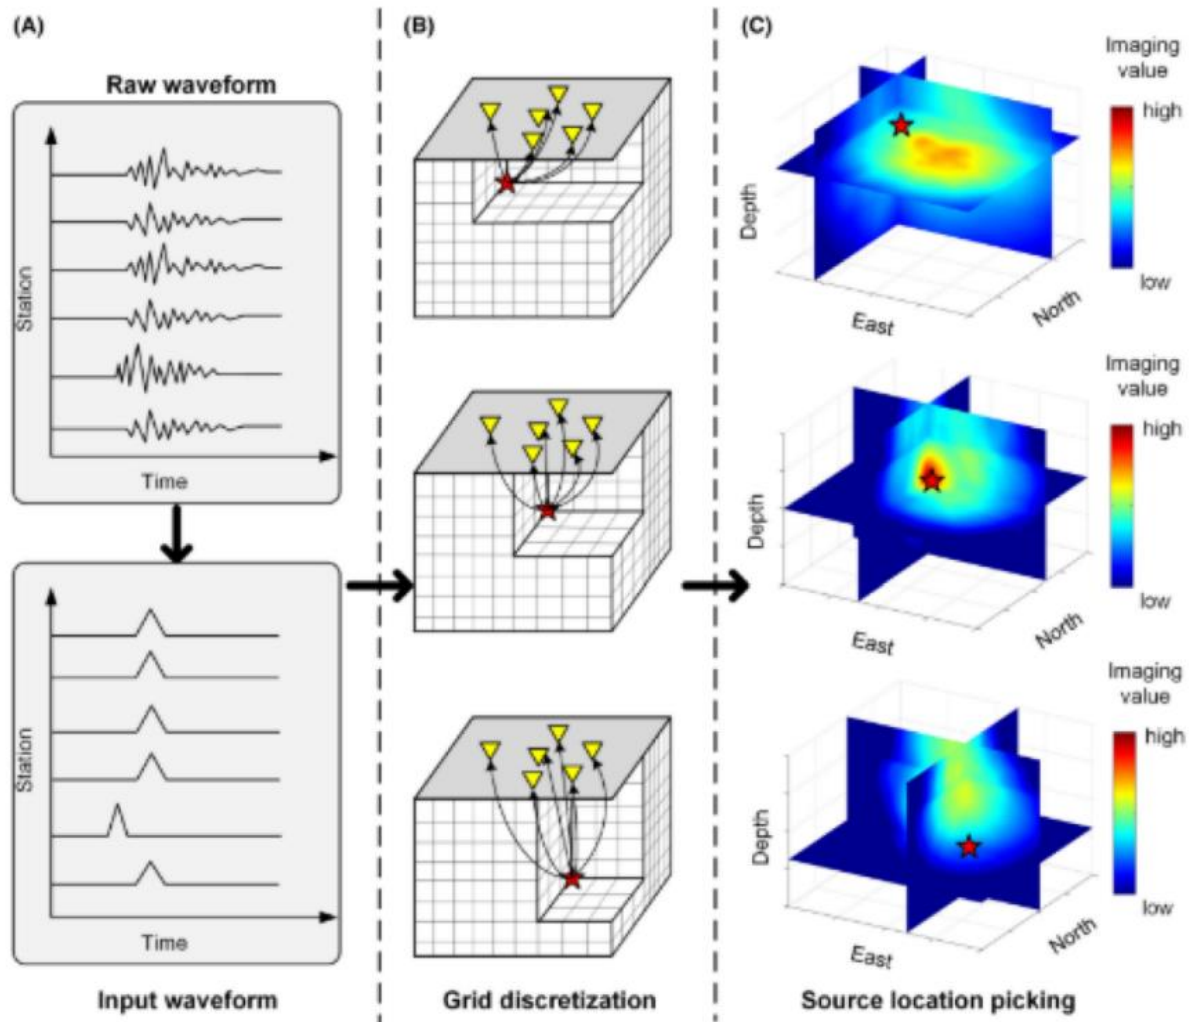 (A)
Raw waveform
Station
Time
Station
Time
Input waveform
(B)
Grid discretization
(C)
Imaging
value
high
low
Depth
East
North
Imaging
value
high
low
Depth
East
North
Imaging
value
high
low
Depth
East
North
Source location picking